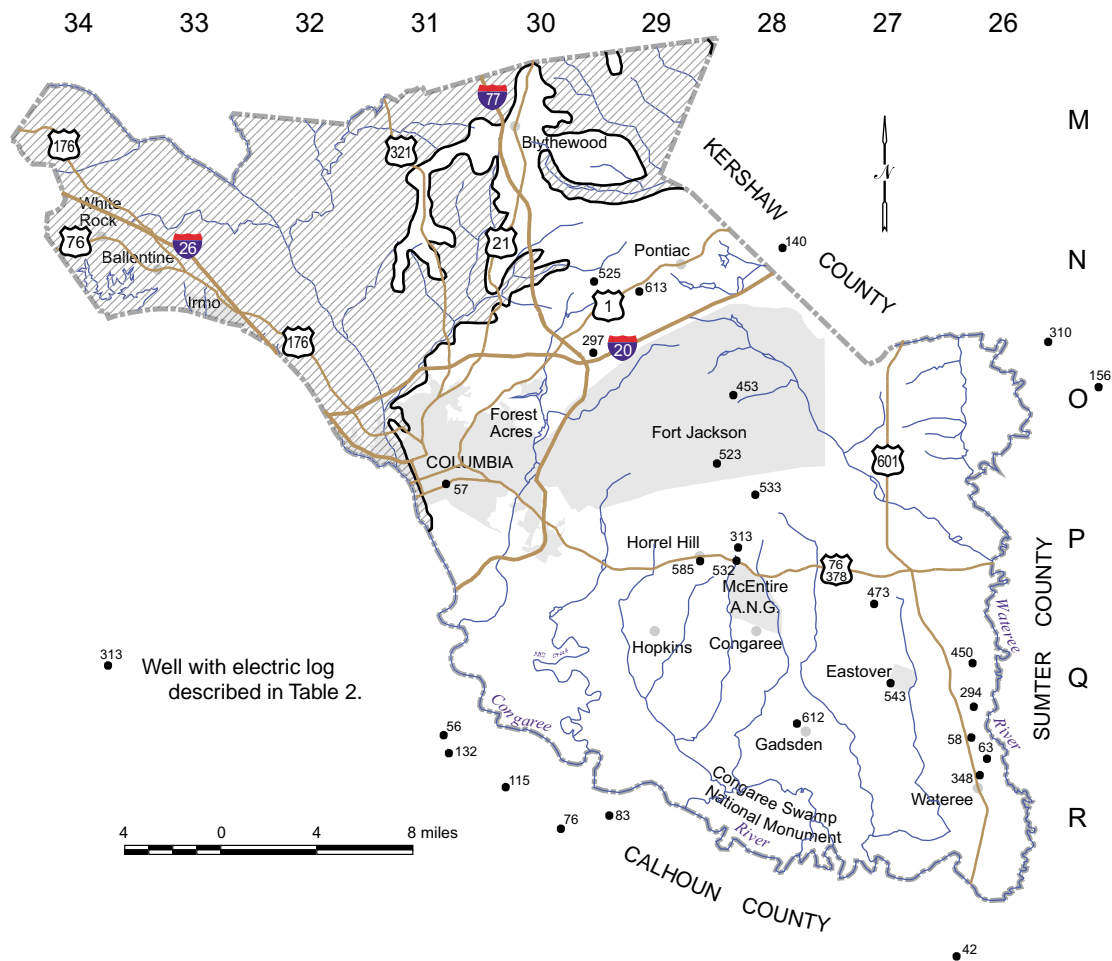 34 33 32 31 30 29 28 27 26
M
77
176
321
Blythewood
KERSHAW
COUNTY
White
Rock
76
26
Ballentine
21
Pontiac
140
N
525
613
Irmo
1
176
297
20
310
156
O
453
Forest
Acres
Fort Jackson
601
COLUMBIA
523
57
533
P
Horrel Hill
313
585
532
76
378
McEntire
A.N.G.
473
SUMTER COUNTY
Wateree
River
Hopkins
Congaree
313
Well with electric log
described in Table 2.
450
Q
Eastover
543
294
Congaree
56
132
612
Gadsden
58
63
348
Wateree
Mill Creek
115
Congaree Swamp
National Monument
River
76
83
R
4 0 4 8 miles
CALHOUN COUNTY
42
N